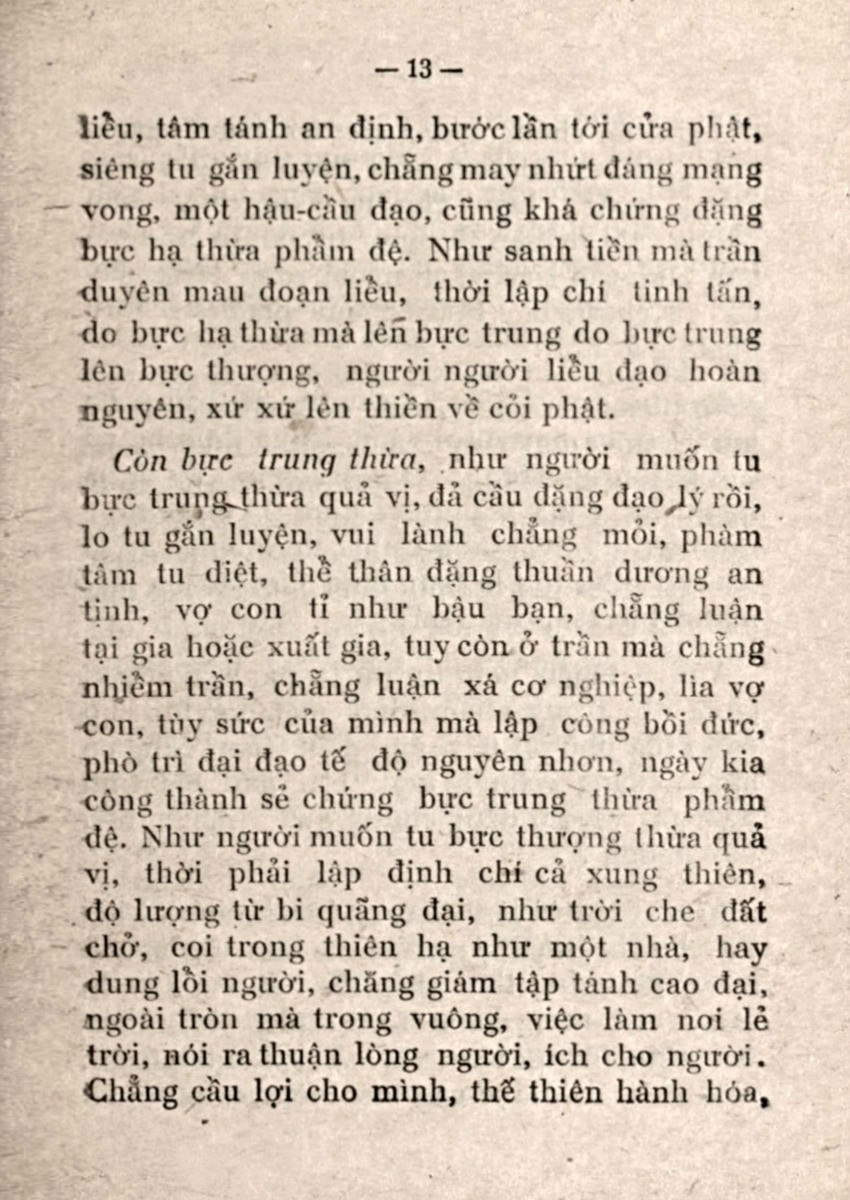 — 13 —
liễu, tâm tánh an định, bước lần tới cửa phật,
siêng tu gắn luyện, chẳng may nhứt đáng mạng
vong, một hậu-cầu đạo, cũng khá chứng đặng
bực hạ thừa phẩm đệ. Như sanh tiền mà trần
duyên mau đoạn liễu, thời lập chí tinh tấn,
do bực hạ thừa mà lên bực trung do bực trung
lên bực thượng, người người liễu đạo hoàn
nguyên, xứ xứ lên thiền về cỏi phật.
Còn bực trung thừa, như người muốn tu
bực trung thừa quả vị, đả cầu đặng đạo lý rồi,
lo tu gắn luyện, vui lành chẳng mỏi, phàm
tâm tu diệt, thề thân đặng thuần dương an
tịnh, vợ con tỉ như bậu bạn, chẳng luận
tại gia hoặc xuất gia, tuy còn ở trần mà chẵng
nhiễm trần, chẵng luận xá cơ nghiệp, lìa vợ
con, tùy sức của mình mà lập công bồi đức,
phò trì đại đạo tế độ nguyên nhơn, ngày kia
công thành sẻ chứng bực trung thừa phẩm
đệ. Như người muốn tu bực thượng thừa quả
vị, thời phải lập định chí cả xung thiên,
độ lượng từ bi quãng đại, như trời che đất
chở, coi trong thiên hạ như một nhà, hay
dung lỗi người, chăng giám tập tánh cao đại,
ngoài tròn mà trong vuông, việc làm noi lẻ
trời, nói ra thuận lòng người, ích cho người.
Chẳng cầu lợi cho mình, thế thiên hành hóa,